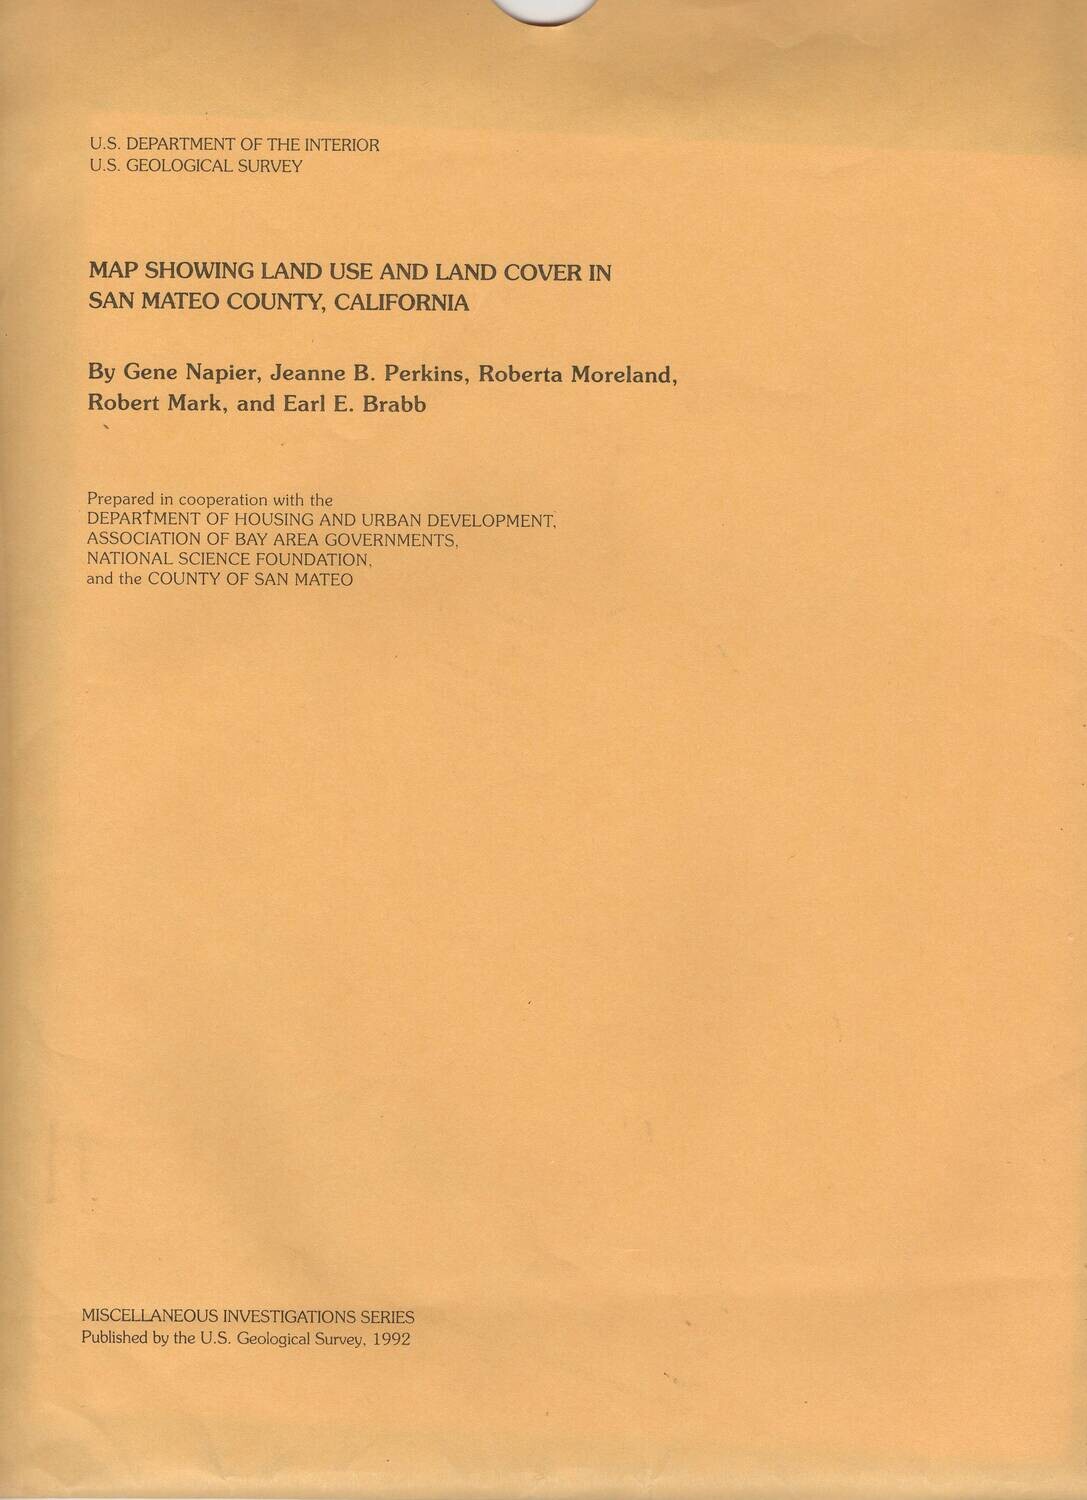 U.S. DEPARTMENT OF THE INTERIOR
U.S. GEOLOGICAL SURVEY
MAP SHOWING LAND USE AND LAND COVER IN
SAN MATEO COUNTY, CALIFORNIA
By Gene Napier, Jeanne B. Perkins, Roberta Moreland,
Robert Mark, and Earl E. Brabb
Prepared in cooperation with the
DEPARTMENT OF HOUSING AND URBAN DEVELOPMENT,
ASSOCIATION OF BAY AREA GOVERNMENTS,
NATIONAL SCIENCE FOUNDATION,
and the COUNTY OF SAN MATEO
MISCELLANEOUS INVESTIGATIONS SERIES
Published by the U.S. Geological Survey, 1992